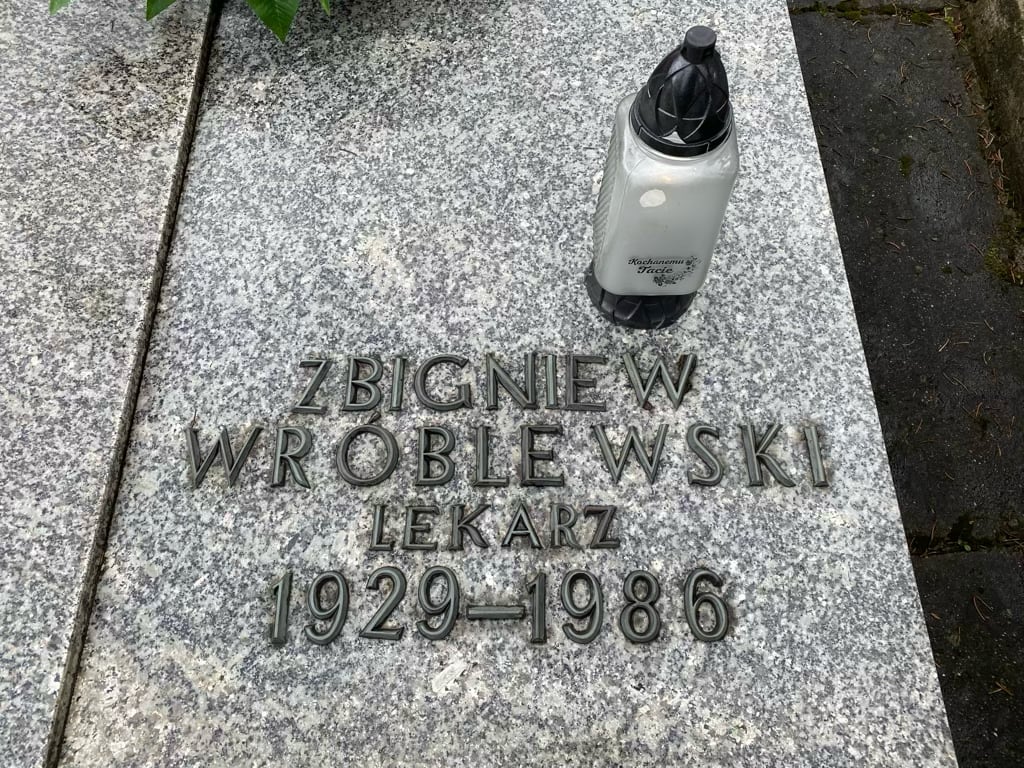 Kochanemu
Tacie
ZBIGNIEW
WRÓBLEWSKI
LEKARZ
1929–1986